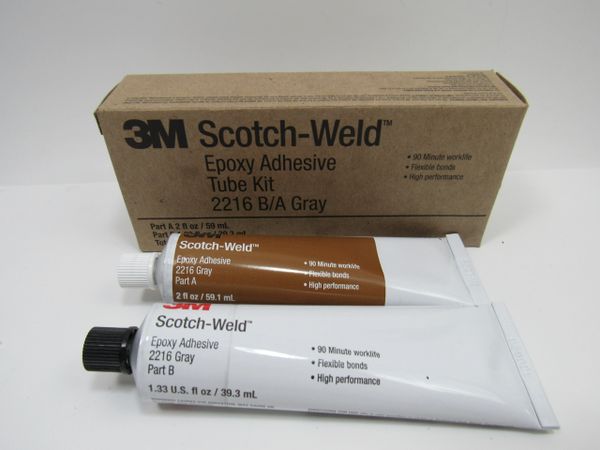 3M Scotch-Weld™
Epoxy Adhesive
Tube Kit
2216 B/A Gray
• 90 Minute worklife
• Flexible bonds
• High performance
Part A 2 fl oz / 59 mL
Part
Scotch-Weld™
Epoxy Adhesive
2216 Gray
Part A
2 fl oz / 59.1 mL
• 90 Minute worklife
• Flexible bonds
• High performance
3M
Scotch-Weld™
Epoxy Adhesive
2216 Gray
Part B
1.33 U.S. fl oz / 39.3 mL
• 90 Minute worklife
• Flexible bonds
• High performance